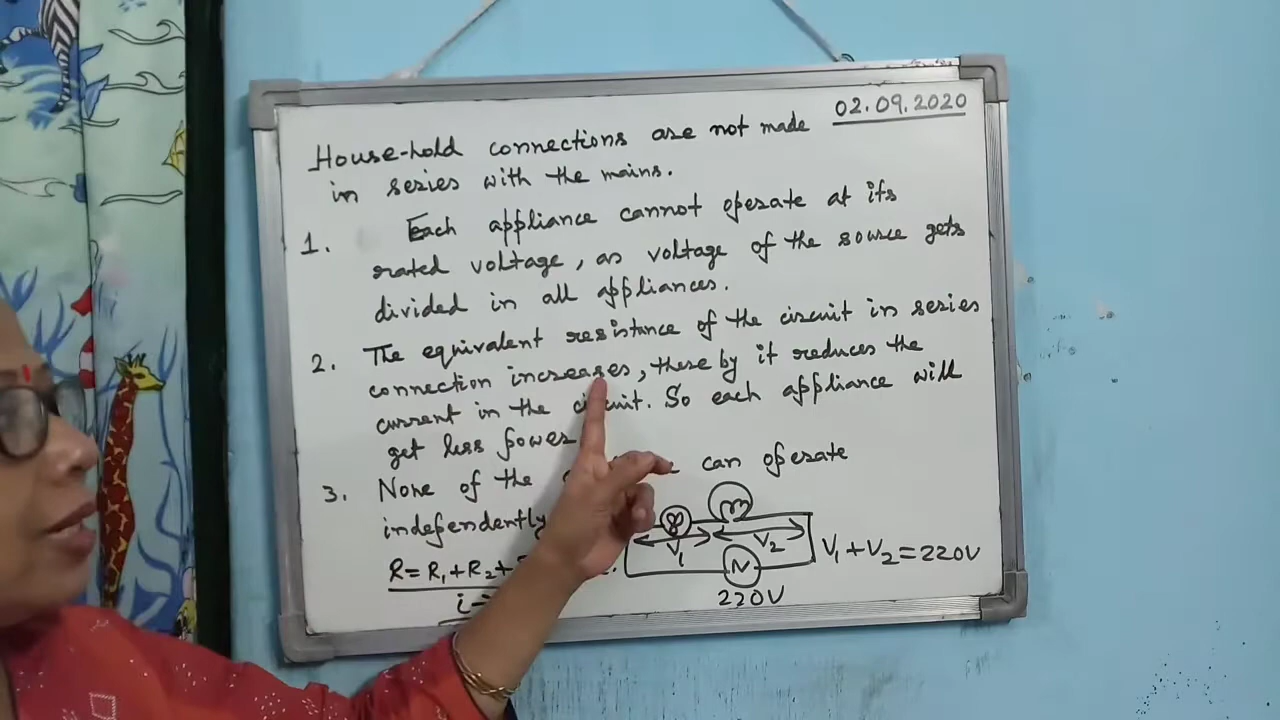 02.09.2020
House-hold connections are not made
in series with the mains.
1. Each appliance cannot operate at its
rated voltage, as voltage of the source gets
divided in all appliances.
2. The equivalent resistance of the circuit in series
connection increases, there by it reduces the
current in the circuit. So each appliance will
get less power
3. None of the can operate
independently
R=R₁+R₂+
i=
V₁
V₂
N
220V
V₁+V₂=220V